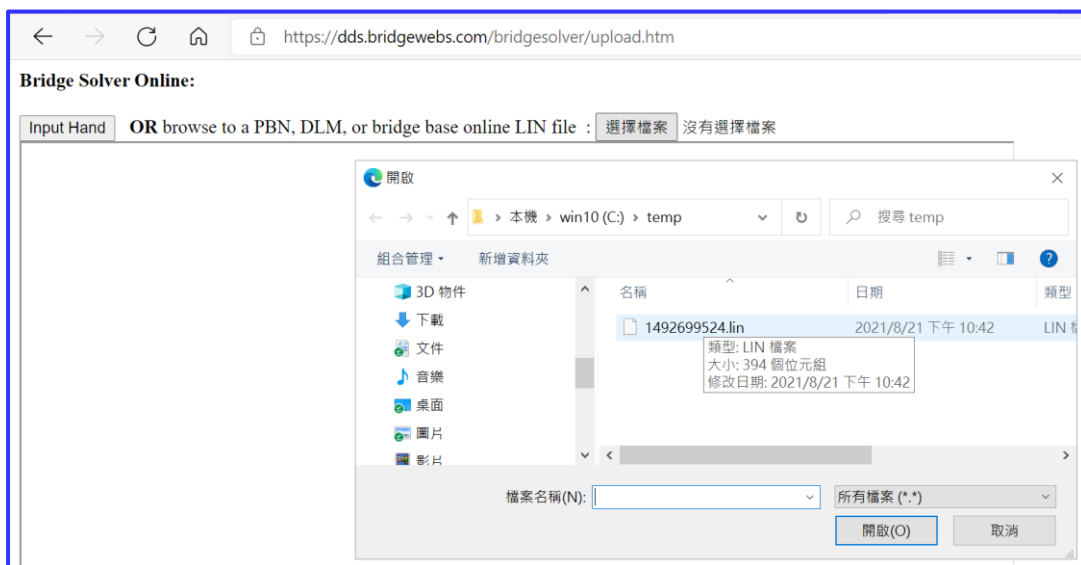 https://dds.bridgewebs.com/bridgesolver/upload.htm
Bridge Solver Online:
Input Hand OR browse to a PBN, DLM, or bridge base online LIN file : 選擇檔案 沒有選擇檔案
開啟
本機 › win10 (C:) › temp
搜尋 temp
組合管理 新增資料夾
3D 物件
下載
文件
音樂
桌面
圖片
影片
名稱 日期 類型
1492699524.lin 2021/8/21 下午 10:42 LIN 檔
類型: LIN 檔案
大小: 394 個位元組
修改日期: 2021/8/21 下午 10:42
檔案名稱(N): 所有檔案 (*.*)
開啟(O) 取消